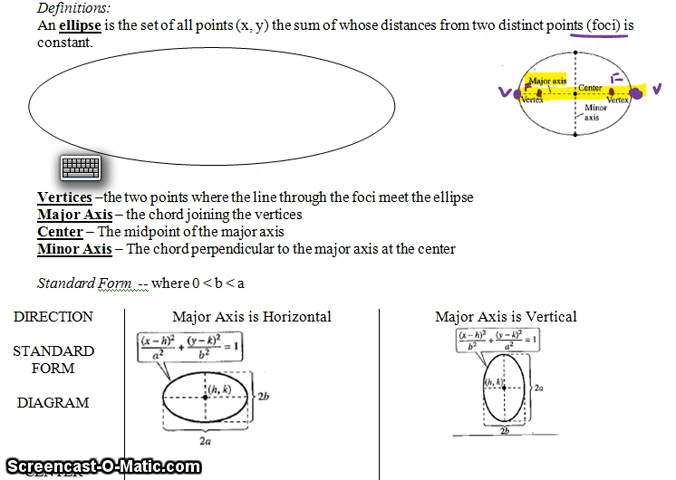 Definitions:
An ellipse is the set of all points (x, y) the sum of whose distances from two distinct points (foci) is
constant.
F
F
V
V
Major axis
Center
Vertex
Vertex
Minor
axis
Vertices –the two points where the line through the foci meet the ellipse
Major Axis – the chord joining the vertices
Center – The midpoint of the major axis
Minor Axis – The chord perpendicular to the major axis at the center
Standard Form -- where 0 < b < a
DIRECTION
Major Axis is Horizontal
Major Axis is Vertical
STANDARD
FORM
(x – h)²/a² + (y – k)²/b² = 1
(x – h)²/b² + (y – k)²/a² = 1
DIAGRAM
(h, k)
2b
2a
(h, k)
2a
2b
Screencast-O-Matic.com